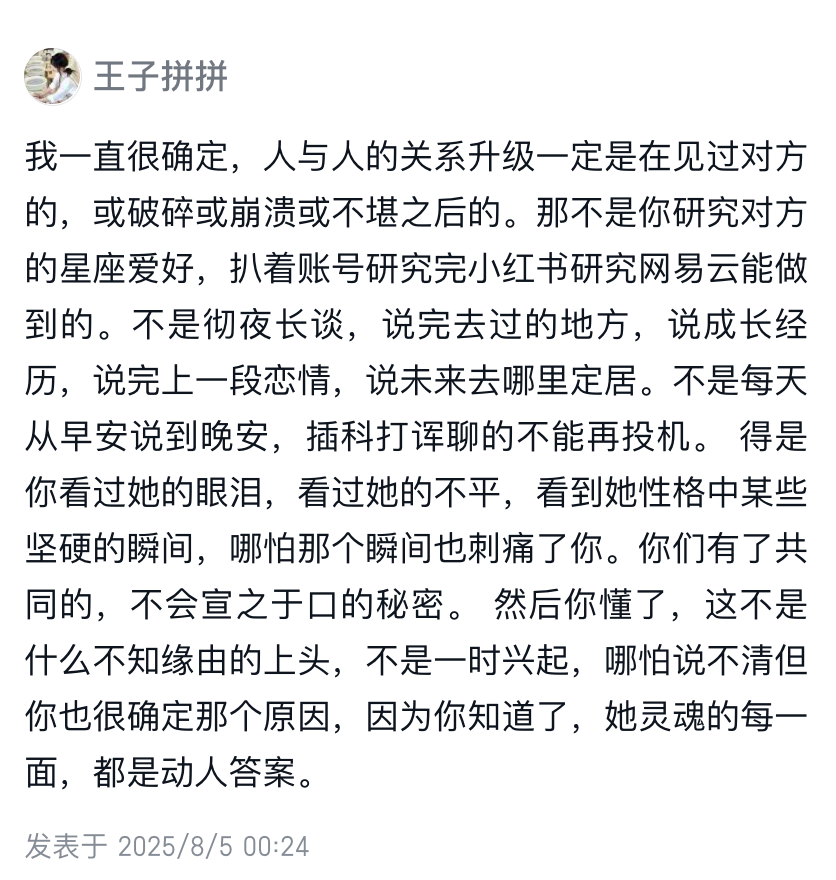 王子拼拼
我一直很确定，人与人的关系升级一定是在见过对方
的，或破碎或崩溃或不堪之后的。那不是你研究对方
的星座爱好，扒着账号研究完小红书研究网易云能做
到的。不是彻夜长谈，说完去过的地方，说成长经
历，说完上一段恋情，说未来去哪里定居。不是每天
从早安说到晚安，插科打诨聊的不能再投机。 得是
你看过她的眼泪，看过她的不平，看到她性格中某些
坚硬的瞬间，哪怕那个瞬间也刺痛了你。你们有了共
同的，不会宣之于口的秘密。 然后你懂了，这不是
什么不知缘由的上头，不是一时兴起，哪怕说不清但
你也很确定那个原因，因为你知道了，她灵魂的每一
面，都是动人答案。
发表于 2025/8/5 00:24